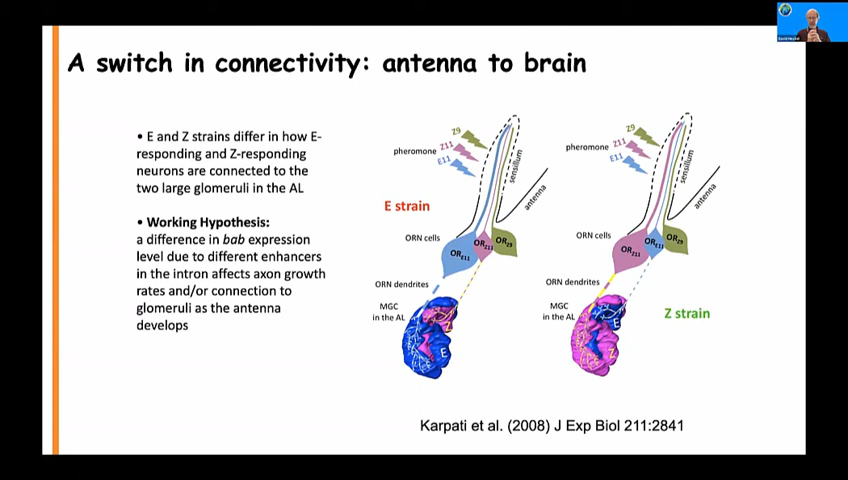 A switch in connectivity: antenna to brain
• E and Z strains differ in how E-
responding and Z-responding
neurons are connected to the
two large glomeruli in the AL
• Working Hypothesis:
a difference in bab expression
level due to different enhancers
in the intron affects axon growth
rates and/or connection to
glomeruli as the antenna
develops
pheromone
Z9
Z11
E11
sensillum
antenna
E strain
ORN cells
ORE11
ORZ11
ORZ9
ORN dendrites
MGC
in the AL
Z
E
pheromone
Z9
Z11
E11
sensillum
antenna
ORN cells
ORZ11
ORE11
ORZ9
ORN dendrites
MGC
in the AL
E
Z
Z strain
Karpati et al. (2008) J Exp Biol 211:2841